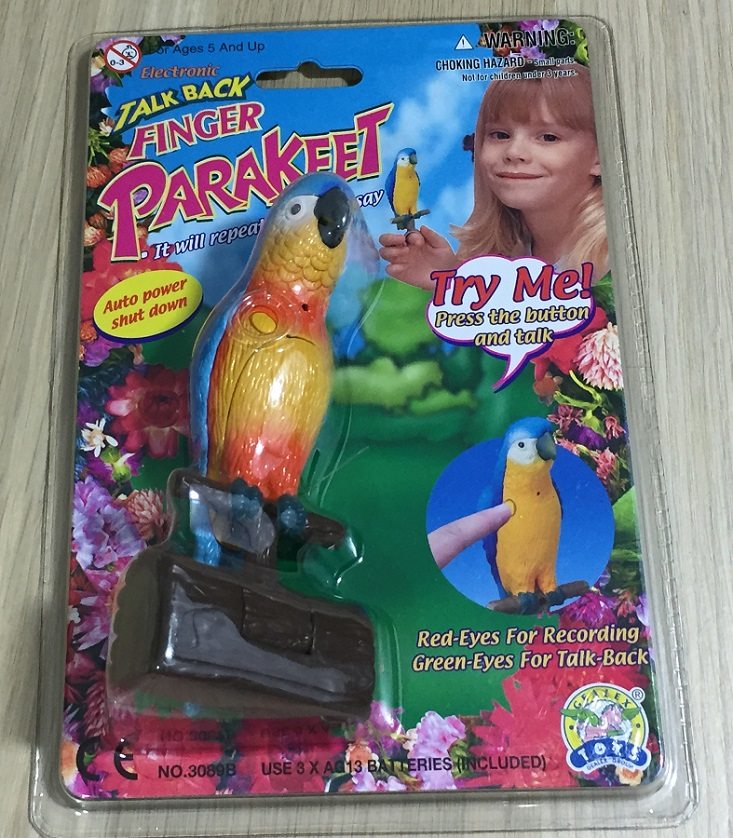 For Ages 5 And Up
0-3
WARNING:
CHOKING HAZARD - Small parts
Not for children under 3 years.
Electronic
TALK BACK
FINGER
PARAKEET
It will repeat say
Auto power
shut down
Try Me!
Press the button
and talk
Red-Eyes For Recording
Green-Eyes For Talk-Back
CE
NO.3089B USE 3 X AG13 BATTERIES (INCLUDED)
TOYS